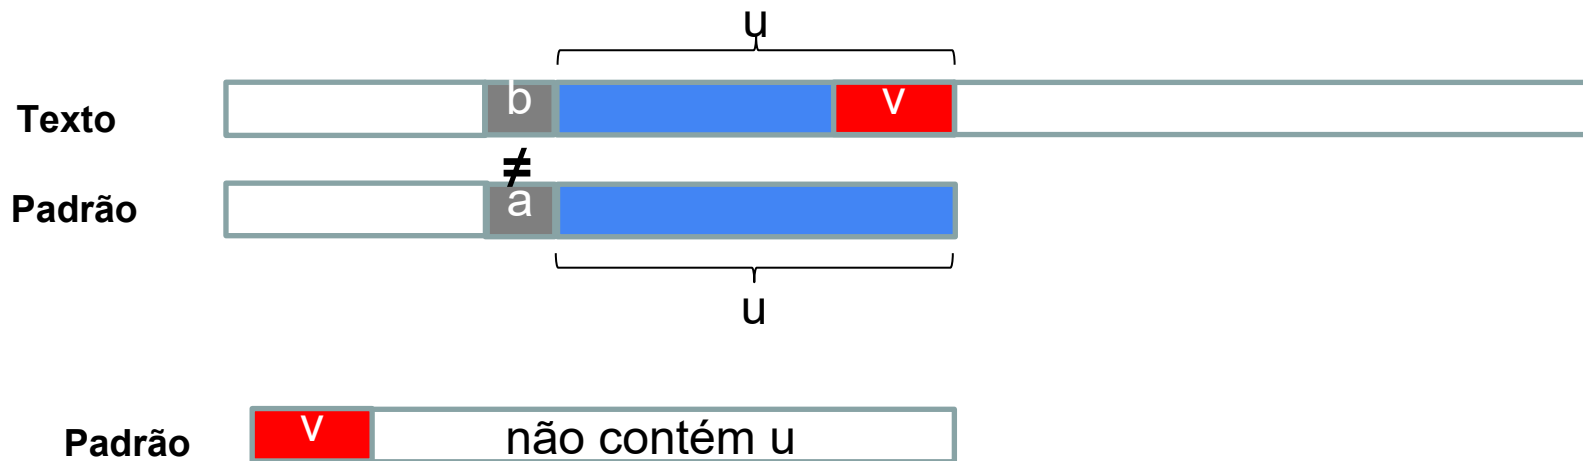 u
Texto b v
≠
Padrão a
u
Padrão v não contém u